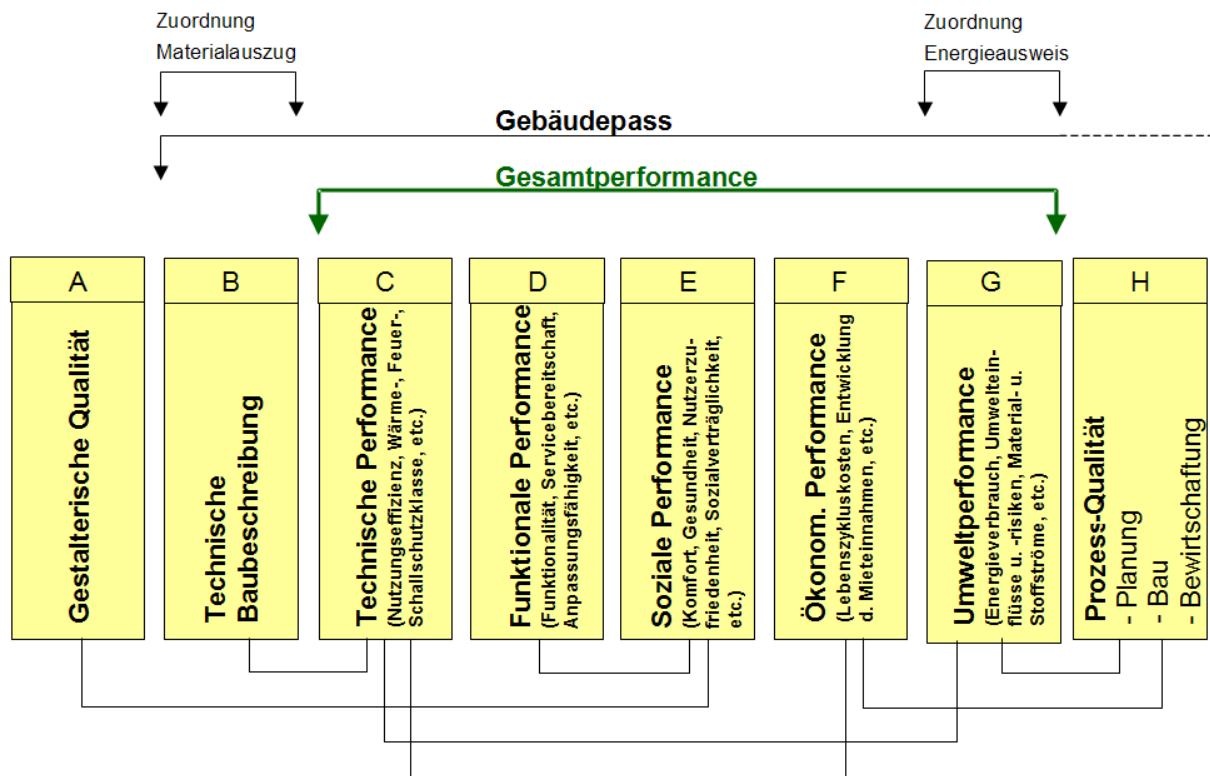 Zuordnung
Materialauszug
Zuordnung
Energieausweis
Gebäudepass
Gesamtperformance
A
Gestalterische Qualität
B
Technische
Baubeschreibung
C
Technische Performance
(Nutzungseffizienz, Wärme-, Feuer-,
Schallschutzklasse, etc.)
D
Funktionale Performance
(Funktionalität, Servicebereitschaft,
Anpassungsfähigkeit, etc.)
E
Soziale Performance
(Komfort, Gesundheit, Nutzerzu-
friedenheit, Sozialverträglichkeit,
etc.)
F
Ökonom. Performance
(Lebenszykluskosten, Entwicklung
d. Mieteinnahmen, etc.)
G
Umweltperformance
(Energieverbrauch, Umweltein-
flüsse u. -risiken, Material- u.
Stoffströme, etc.)
H
Prozess-Qualität
- Planung
- Bau
- Bewirtschaftung